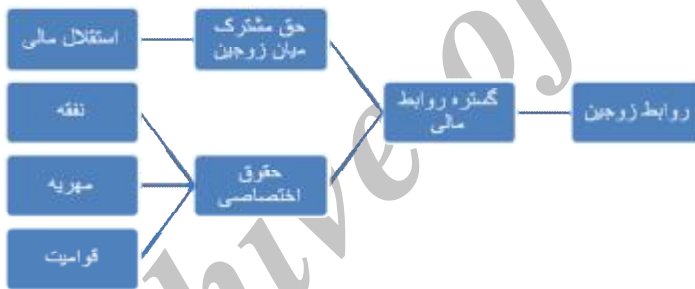 روابط زوجین
گستره روابط
مالی
حق مشترک
میان زوجین
استقلال مالی
حقوق
اختصاصی
نفقه
مهریه
قوامیت